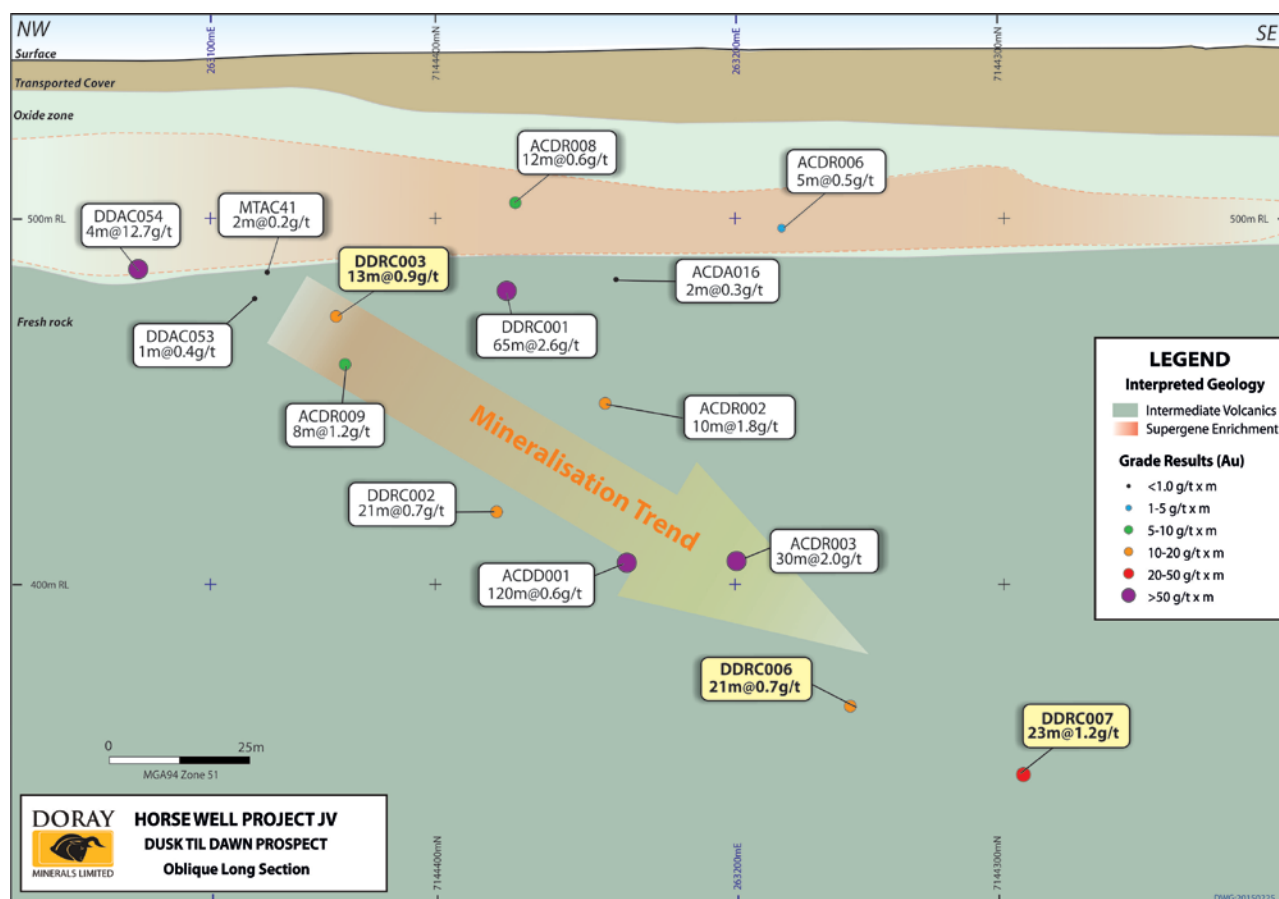 NW
SE
263100mE
7144400mN
263200mE
7144300mN
Surface
Transported Cover
Oxide zone
ACDR008
12m@0.6g/t
ACDR006
5m@0.5g/t
500m RL
500m RL
DDAC054
4m@12.7g/t
MTAC41
2m@0.2g/t
DDRC003
13m@0.9g/t
ACDA016
2m@0.3g/t
Fresh rock
DDAC053
1m@0.4g/t
DDRC001
65m@2.6g/t
ACDR009
8m@1.2g/t
ACDR002
10m@1.8g/t
Mineralisation Trend
DDRC002
21m@0.7g/t
ACDD001
120m@0.6g/t
ACDR003
30m@2.0g/t
400m RL
DDRC006
21m@0.7g/t
DDRC007
23m@1.2g/t
LEGEND
Interpreted Geology
Intermediate Volcanics
Supergene Enrichment
Grade Results (Au)
<1.0 g/t x m
1-5 g/t x m
5-10 g/t x m
10-20 g/t x m
20-50 g/t x m
>50 g/t x m
0 25m
MGA94 Zone 51
DORAY
MINERALS LIMITED
HORSE WELL PROJECT JV
DUSK TIL DAWN PROSPECT
Oblique Long Section
7144400mN
263200mE
7144300mN